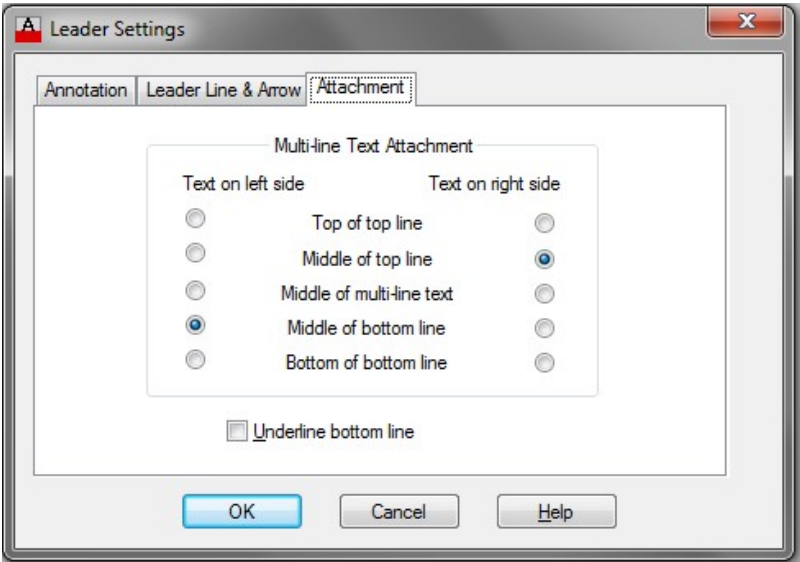 A Leader Settings X
Annotation Leader Line & Arrow Attachment
Multi-line Text Attachment
Text on left side Text on right side
Top of top line
Middle of top line
Middle of multi-line text
Middle of bottom line
Bottom of bottom line
Underline bottom line
OK Cancel Help